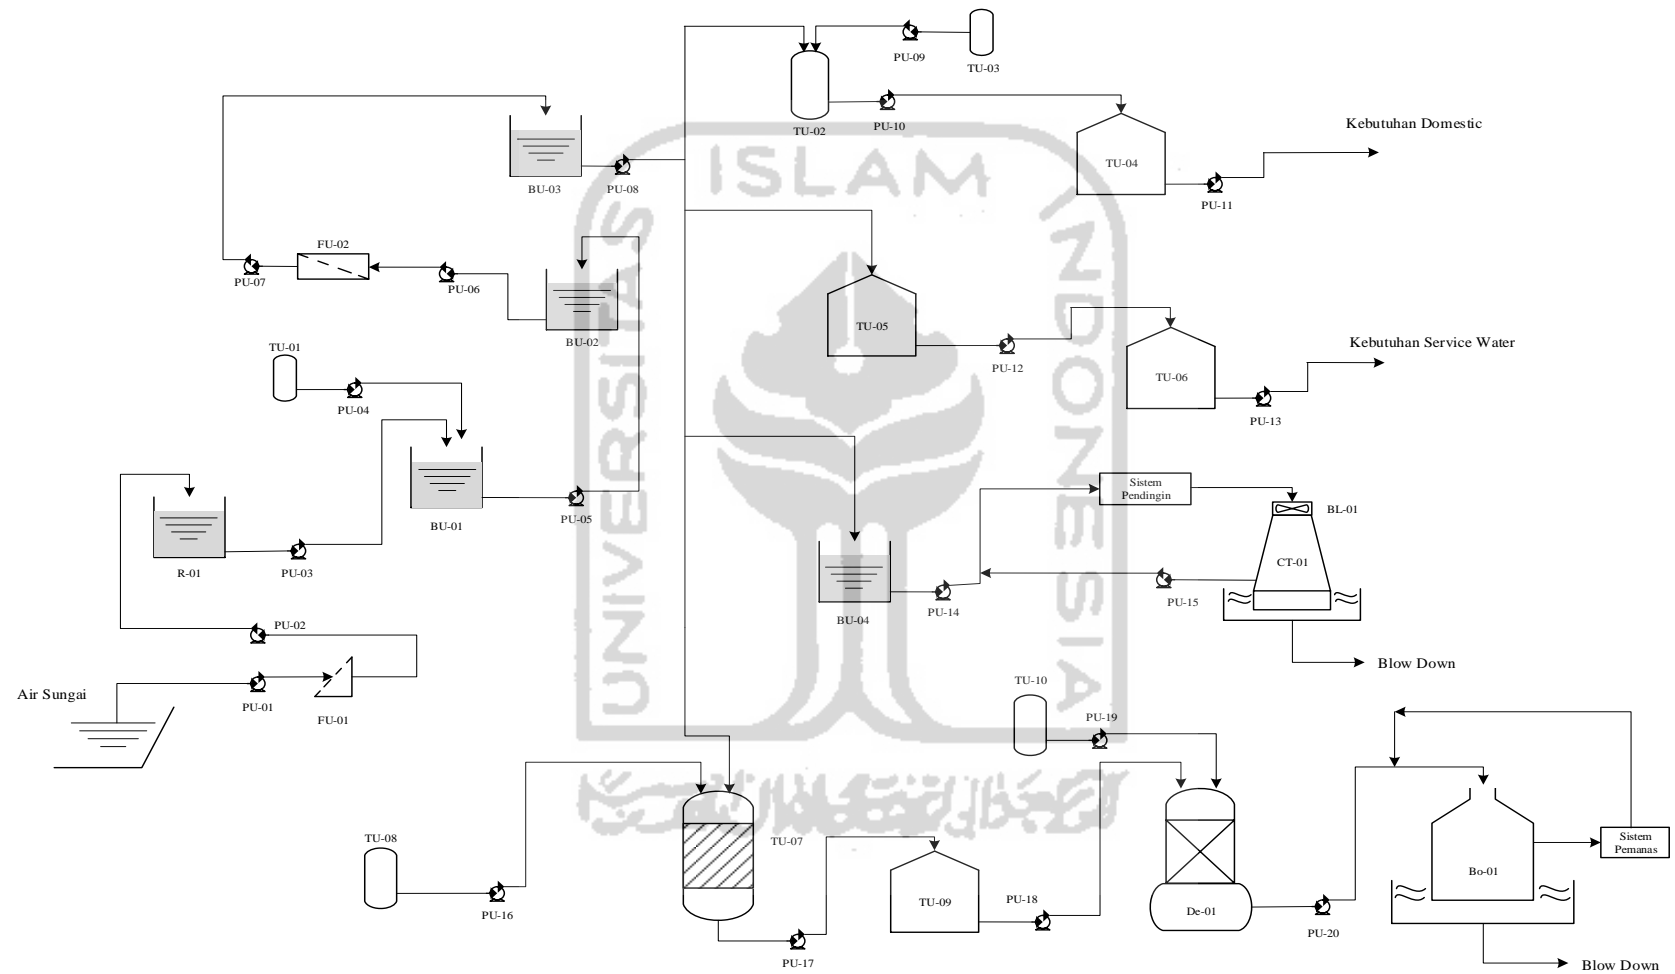 PU-09
TU-03
TU-02
PU-10
Kebutuhan Domestic
TU-04
BU-03
PU-08
PU-11
ISLAM
UNIVERSITAS
INDONESIA
FU-02
PU-07
PU-06
BU-02
TU-05
PU-12
Kebutuhan Service Water
TU-06
PU-13
TU-01
PU-04
BU-01
PU-05
R-01
PU-03
Sistem
Pendingin
BL-01
CT-01
PU-15
BU-04
PU-14
Blow Down
PU-02
Air Sungai
PU-01
FU-01
TU-10
PU-19
TU-08
PU-16
TU-07
PU-17
TU-09
PU-18
De-01
PU-20
Bo-01
Sistem
Pemanas
Blow Down